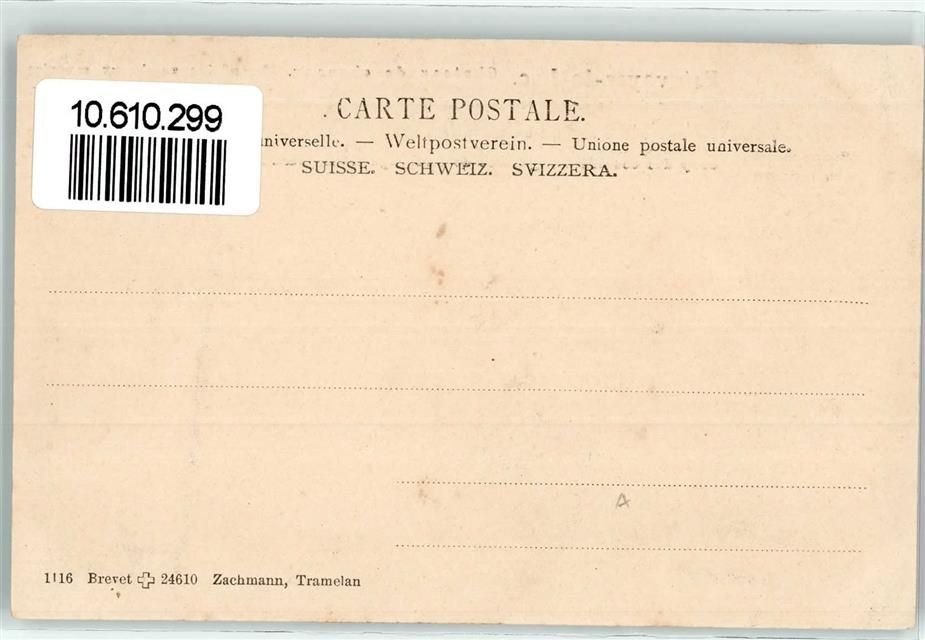 10.610.299
CARTE POSTALE.
universelle. — Weltpostverein. — Unione postale universale.
SUISSE. SCHWEIZ. SVIZZERA.
A
1116 Brevet 24610 Zachmann, Tramelan